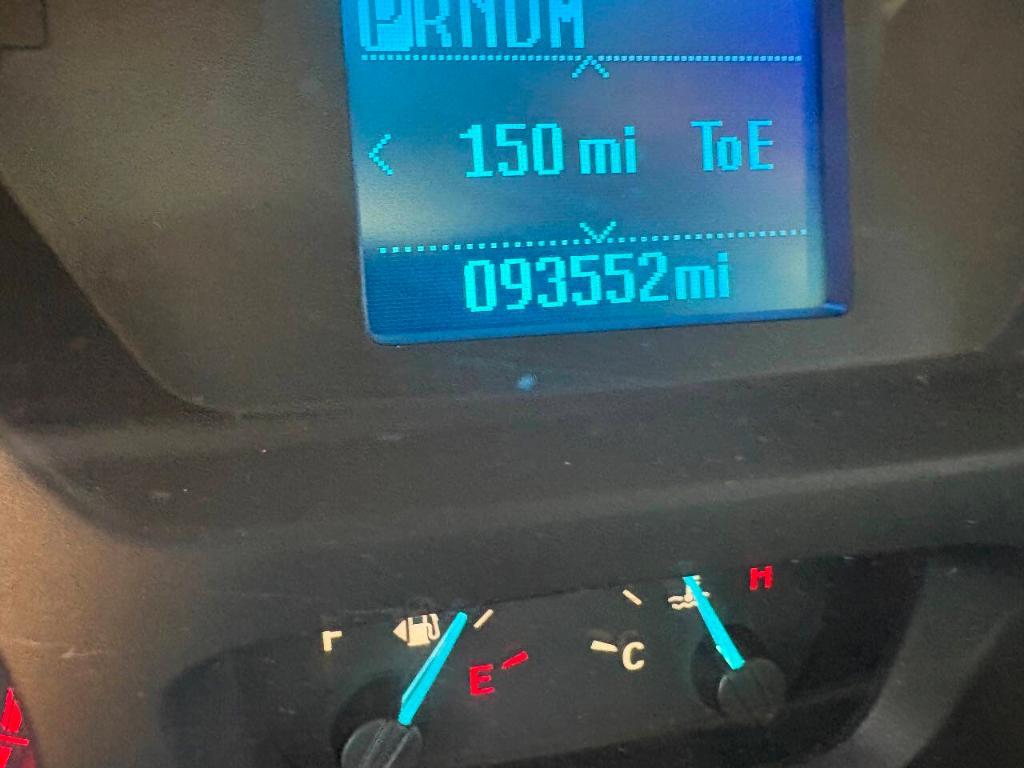 PRNDM
150 mi ToE
093552mi
F E C H